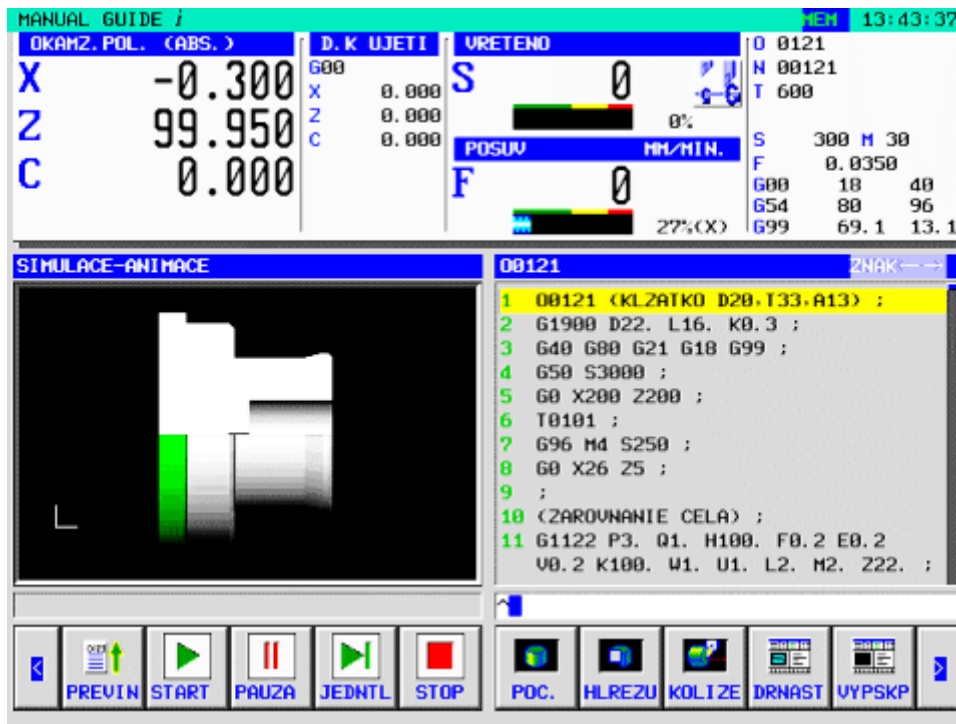 MANUAL GUIDE i MEM 13:43:37
OKAMZ.POL. (ABS.)
X -0.300
Z 99.950
C 0.000
D.K UJETI
G00
X 0.000
Z 0.000
C 0.000
VRETENO
S 0
0%
POSUV MM/MIN.
F 0
27%(X)
O 0121
N 00121
T 600
S 300 M 30
F 0.0350
G00 18 40
G54 80 96
G99 69.1 13.1
SIMULACE-ANIMACE
O0121 ZNAK←→
1 O0121 (KLZATKO D20,T33,A13) ;
2 G1900 D22. L16. K0.3 ;
3 G40 G80 G21 G18 G99 ;
4 G50 S3000 ;
5 G0 X200 Z200 ;
6 T0101 ;
7 G96 M4 S250 ;
8 G0 X26 Z5 ;
9 ;
10 (ZAROVNANIE CELA) ;
11 G1122 P3. Q1. H100. F0.2 E0.2
V0.2 K100. W1. U1. L2. M2. Z22. ;
^
< PREVIN START PAUZA JEDNTL STOP
POC. HLREZU KOLIZE DRNAST VYPSKP >